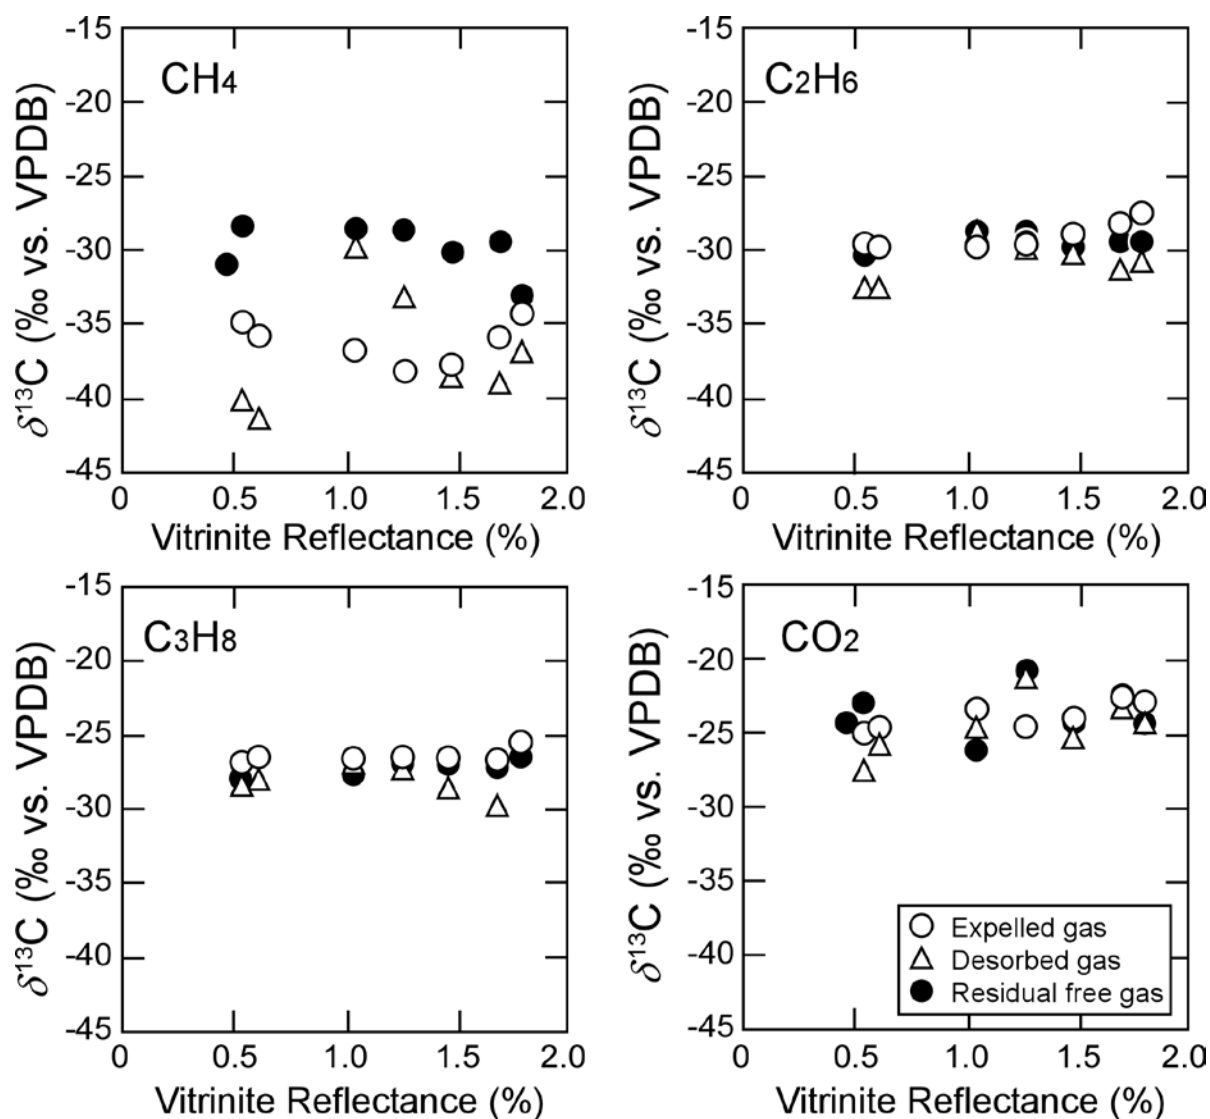 CH4
-15
-20
-25
-30
-35
-40
-45
δ13C (‰ vs. VPDB)
0 0.5 1.0 1.5 2.0
Vitrinite Reflectance (%)
C2H6
-15
-20
-25
-30
-35
-40
-45
δ13C (‰ vs. VPDB)
0 0.5 1.0 1.5 2.0
Vitrinite Reflectance (%)
C3H8
-15
-20
-25
-30
-35
-40
-45
δ13C (‰ vs. VPDB)
0 0.5 1.0 1.5 2.0
Vitrinite Reflectance (%)
CO2
-15
-20
-25
-30
-35
-40
-45
δ13C (‰ vs. VPDB)
Expelled gas
Desorbed gas
Residual free gas
0 0.5 1.0 1.5 2.0
Vitrinite Reflectance (%)